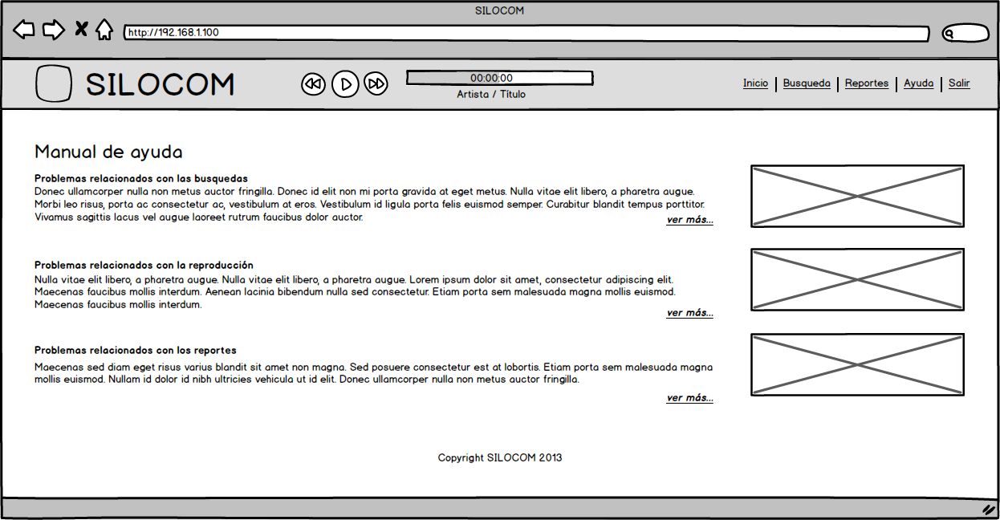 SILOCOM
http://192.168.1.100
SILOCOM
00:00:00
Artista / Título
Inicio | Busqueda | Reportes | Ayuda | Salir
Manual de ayuda
Problemas relacionados con las busquedas
Donec ullamcorper nulla non metus auctor fringilla. Donec id elit non mi porta gravida at eget metus. Nulla vitae elit libero, a pharetra augue.
Morbi leo risus, porta ac consectetur ac, vestibulum at eros. Vestibulum id ligula porta felis euismod semper. Curabitur blandit tempus porttitor.
Vivamus sagittis lacus vel augue laoreet rutrum faucibus dolor auctor.
ver más...
Problemas relacionados con la reproducción
Nulla vitae elit libero, a pharetra augue. Nulla vitae elit libero, a pharetra augue. Lorem ipsum dolor sit amet, consectetur adipiscing elit.
Maecenas faucibus mollis interdum. Aenean lacinia bibendum nulla sed consectetur. Etiam porta sem malesuada magna mollis euismod.
Maecenas faucibus mollis interdum.
ver más...
Problemas relacionados con los reportes
Maecenas sed diam eget risus varius blandit sit amet non magna. Sed posuere consectetur est at lobortis. Etiam porta sem malesuada magna
mollis euismod. Nullam id dolor id nibh ultricies vehicula ut id elit. Donec ullamcorper nulla non metus auctor fringilla.
ver más...
Copyright SILOCOM 2013